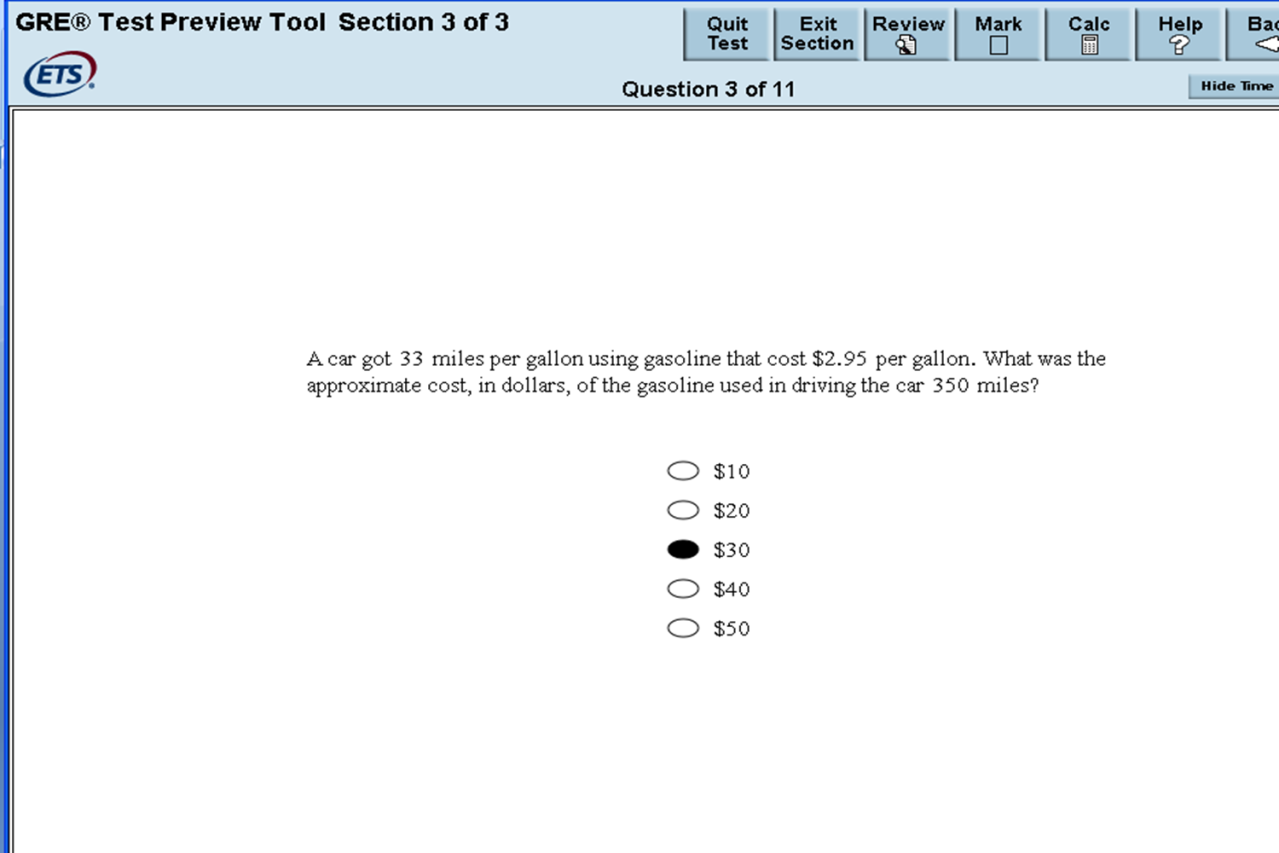 GRE® Test Preview Tool Section 3 of 3
Quit Test
Exit Section
Review
Mark
Calc
Help
ETS
Question 3 of 11
Hide Time
A car got 33 miles per gallon using gasoline that cost $2.95 per gallon. What was the
approximate cost, in dollars, of the gasoline used in driving the car 350 miles?
$10
$20
$30
$40
$50